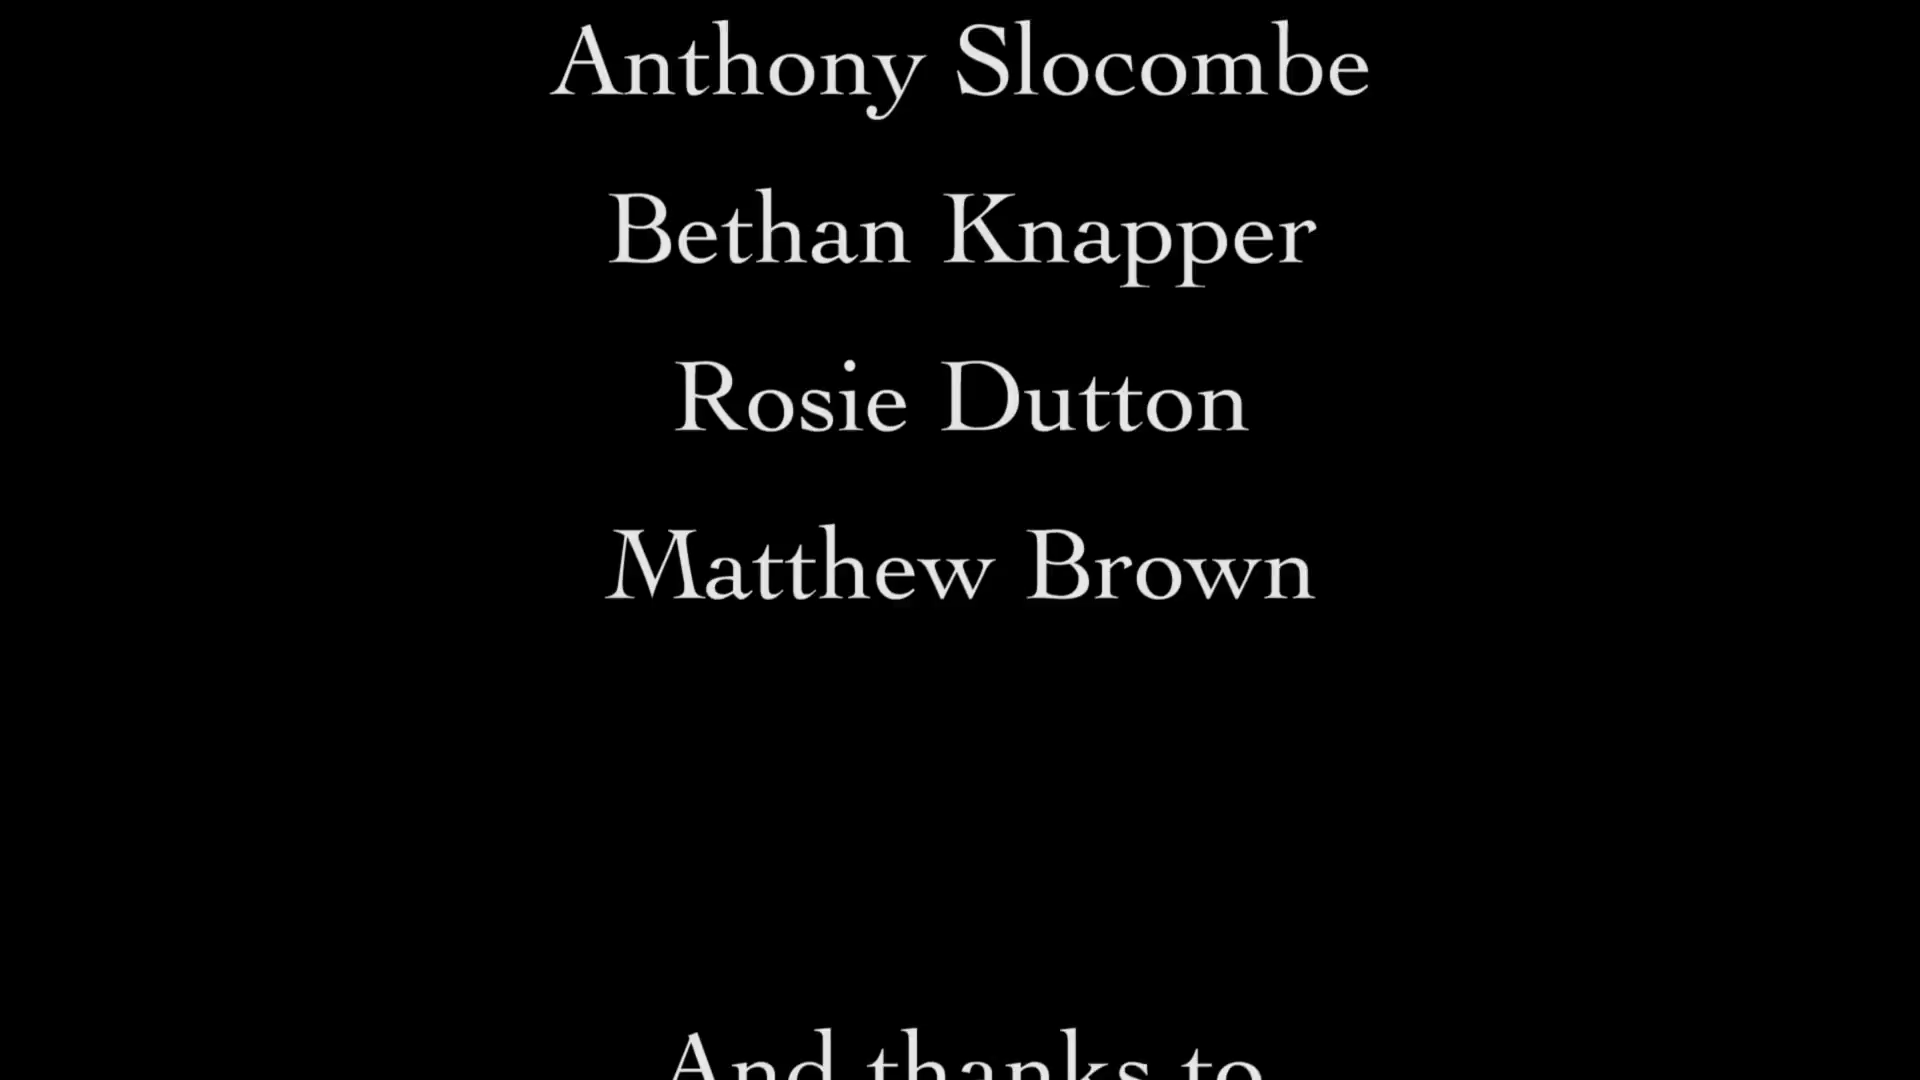 Anthony Slocombe
Bethan Knapper
Rosie Dutton
Matthew Brown
And thanks to